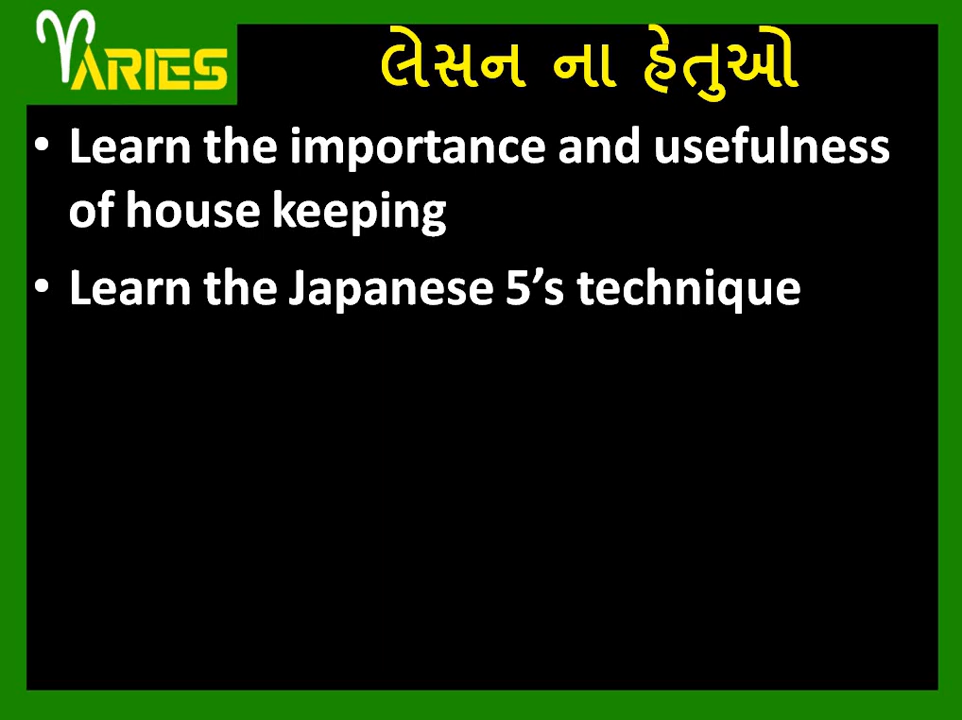 ARIES
લેસન ના હેતુઓ
• Learn the importance and usefulness
of house keeping
• Learn the Japanese 5’s technique